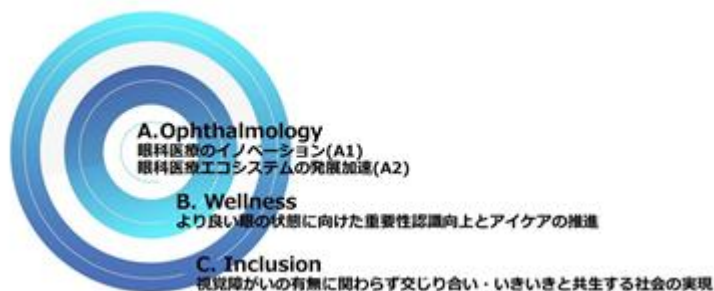 A.Ophthalmology
眼科医療のイノベーション(A1)
眼科医療エコシステムの発展加速(A2)
B. Wellness
より良い眼の状態に向けた重要性認識向上とアイケアの推進
C. Inclusion
視覚障がいの有無に関わらず交じり合い・いきいきと共生する社会の実現